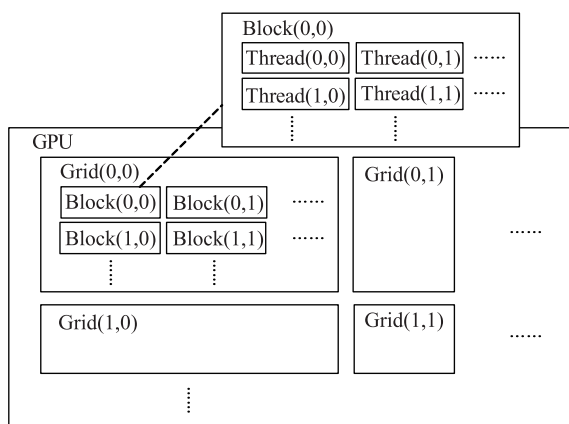 Block(0,0)
Thread(0,0) Thread(0,1) ......
Thread(1,0) Thread(1,1) ......
GPU
Grid(0,0)
Block(0,0) Block(0,1) ......
Block(1,0) Block(1,1) ......
Grid(0,1)
......
Grid(1,0)
Grid(1,1)
......